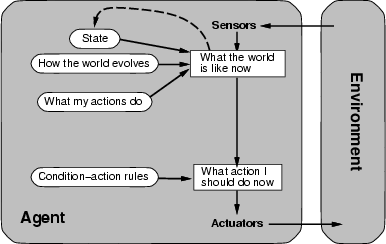 Sensors
State
How the world evolves
What the world
is like now
What my actions do
Condition–action rules
What action I
should do now
Agent
Actuators
Environment